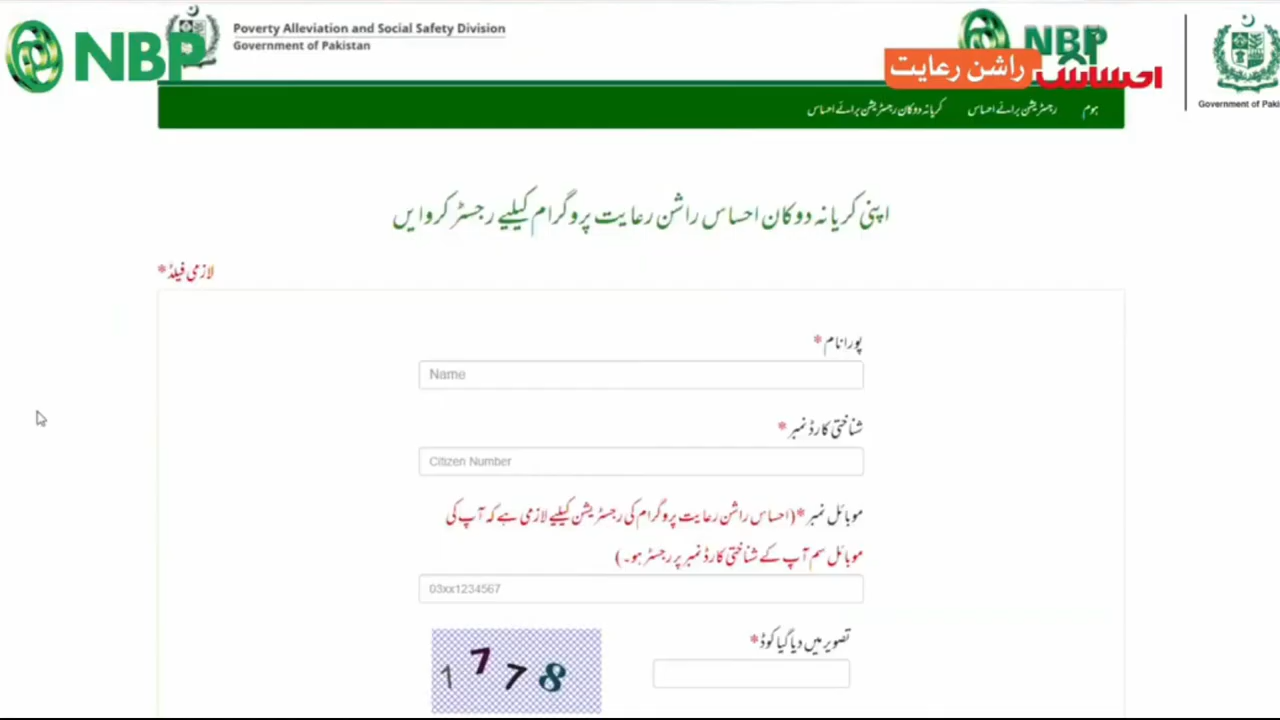 NBP
Poverty Alleviation and Social Safety Division
Government of Pakistan
NBP
احساس راشن رعایت
Government of Paki
ہوم رجسٹریشن برائے احساس کریانہ دوکان رجسٹریشن برائے احساس
اپنی کریانہ دوکان احساس راشن رعایت پروگرام کیلیے رجسٹر کروایں
لازمی فیلڈ *
پورا نام *
Name
شناختی کارڈ نمبر *
Citizen Number
موبائل نمبر *(احساس راشن رعایت پروگرام کی رجسٹریشن کیلیے لازمی ہے کہ آپ کی
موبائل سم آپ کے شناختی کارڈ نمبر پر رجسٹر ہو۔ )
03xx1234567
تصویر میں دیا گیا کوڈ *
1778